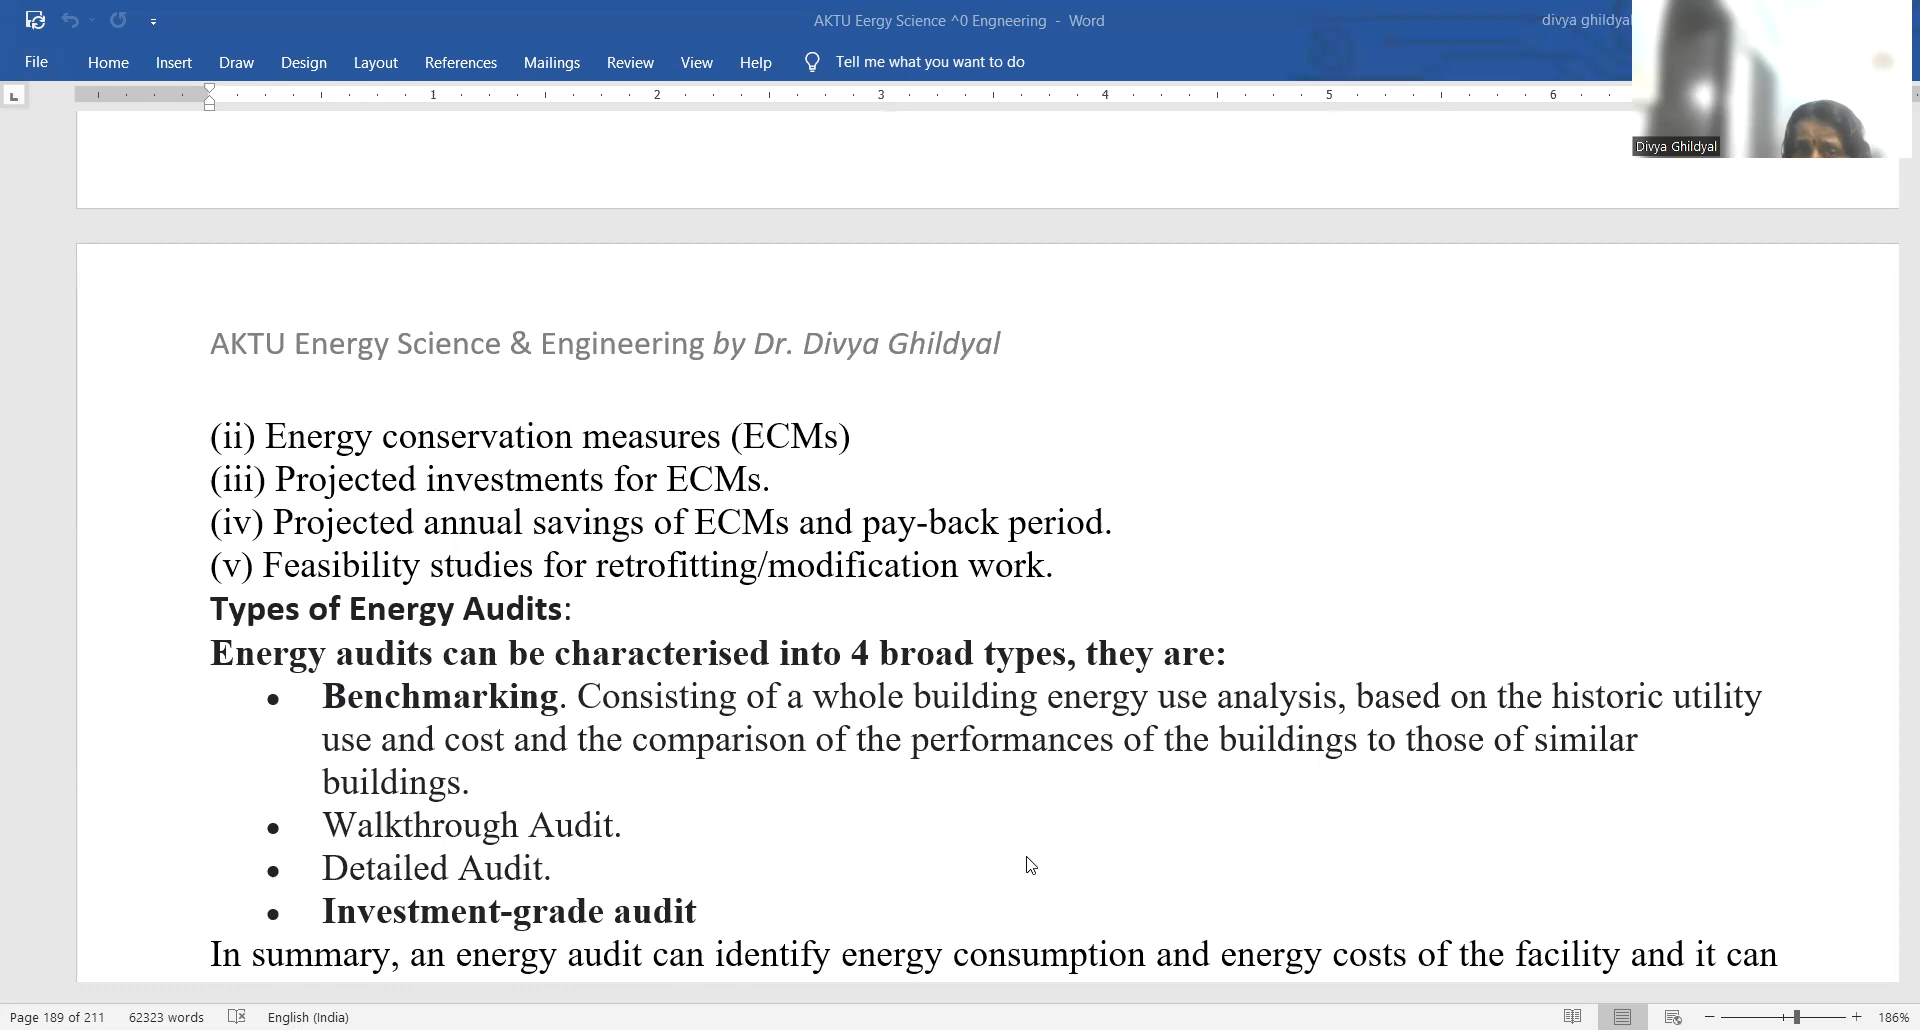 AKTU Eergy Science ^0 Engneering - Word
divya ghildyal
File Home Insert Draw Design Layout References Mailings Review View Help Tell me what you want to do
1 2 3 4 5 6
Divya Ghildyal
AKTU Energy Science & Engineering by Dr. Divya Ghildyal
(ii) Energy conservation measures (ECMs)
(iii) Projected investments for ECMs.
(iv) Projected annual savings of ECMs and pay-back period.
(v) Feasibility studies for retrofitting/modification work.
Types of Energy Audits:
Energy audits can be characterised into 4 broad types, they are:
• Benchmarking. Consisting of a whole building energy use analysis, based on the historic utility
use and cost and the comparison of the performances of the buildings to those of similar
buildings.
• Walkthrough Audit.
• Detailed Audit.
• Investment-grade audit
In summary, an energy audit can identify energy consumption and energy costs of the facility and it can
Page 189 of 211 62323 words English (India) 186%